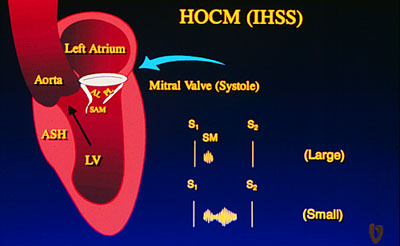 HOCM (IHSS)
Left Atrium
Aorta
Mitral Valve (Systole)
SAM
ASH
LV
S1 S2
SM
(Large)
S1 S2
(Small)